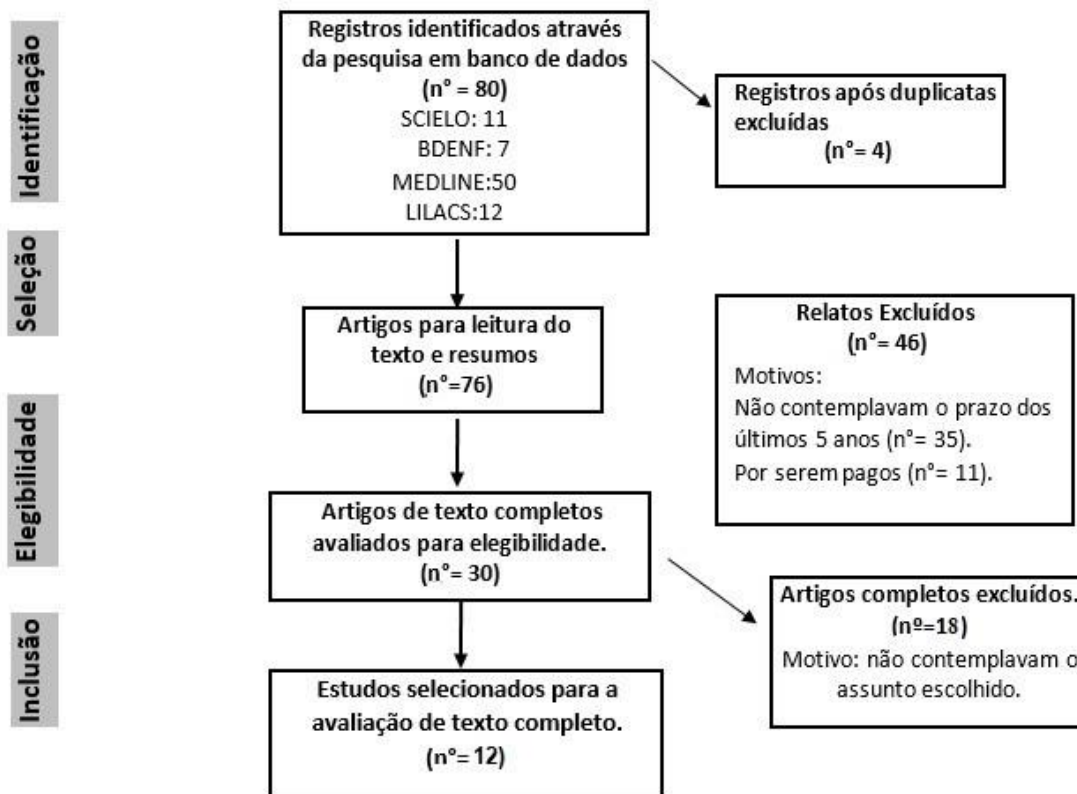 Identificação
Registros identificados através
da pesquisa em banco de dados
(n° = 80)
SCIELO: 11
BDENF: 7
MEDLINE:50
LILACS:12
Registros após duplicatas
excluídas
(n°= 4)
Seleção
Artigos para leitura do
texto e resumos
(n°=76)
Relatos Excluídos
(n°= 46)
Motivos:
Não contemplavam o prazo dos
últimos 5 anos (n°= 35).
Por serem pagos (n°= 11).
Elegibilidade
Artigos de texto completos
avaliados para elegibilidade.
(n°= 30)
Artigos completos excluídos.
(nº=18)
Motivo: não contemplavam o
assunto escolhido.
Inclusão
Estudos selecionados para a
avaliação de texto completo.
(n°= 12)